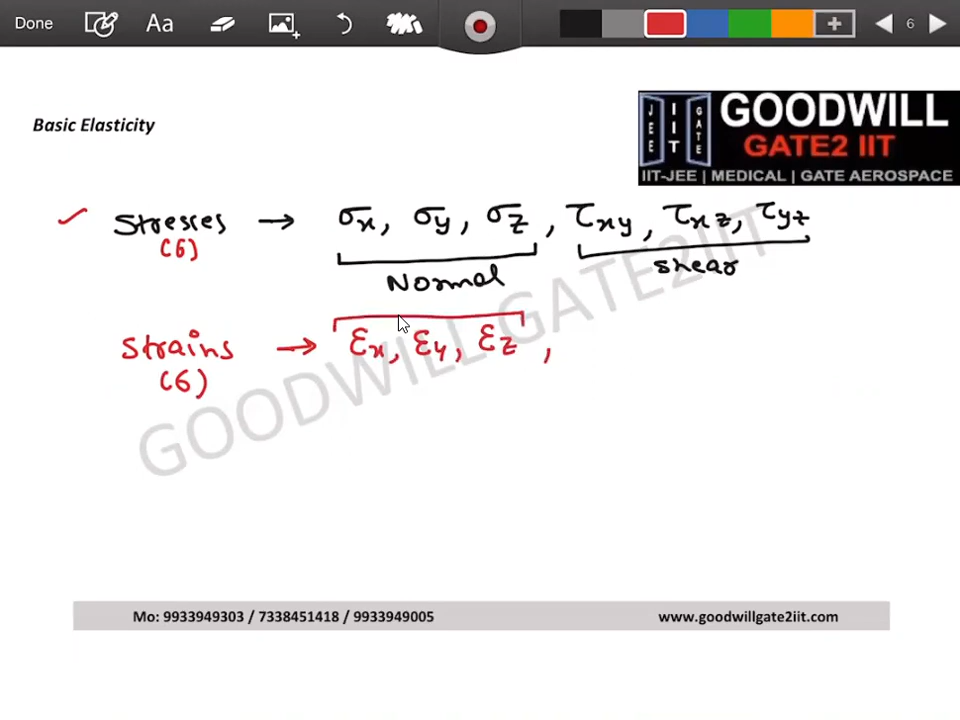 Done Aa 6
Basic Elasticity
JEE IIT GATE
GOODWILL
GATE2 IIT
IIT-JEE | MEDICAL | GATE AEROSPACE
Stresses → σx, σy, σz, τxy, τxz, τyz
(6)
Normal shear
Strains → εx, εy, εz,
(6)
GOODWILL GATE2IIT
Mo: 9933949303 / 7338451418 / 9933949005 www.goodwillgate2iit.com